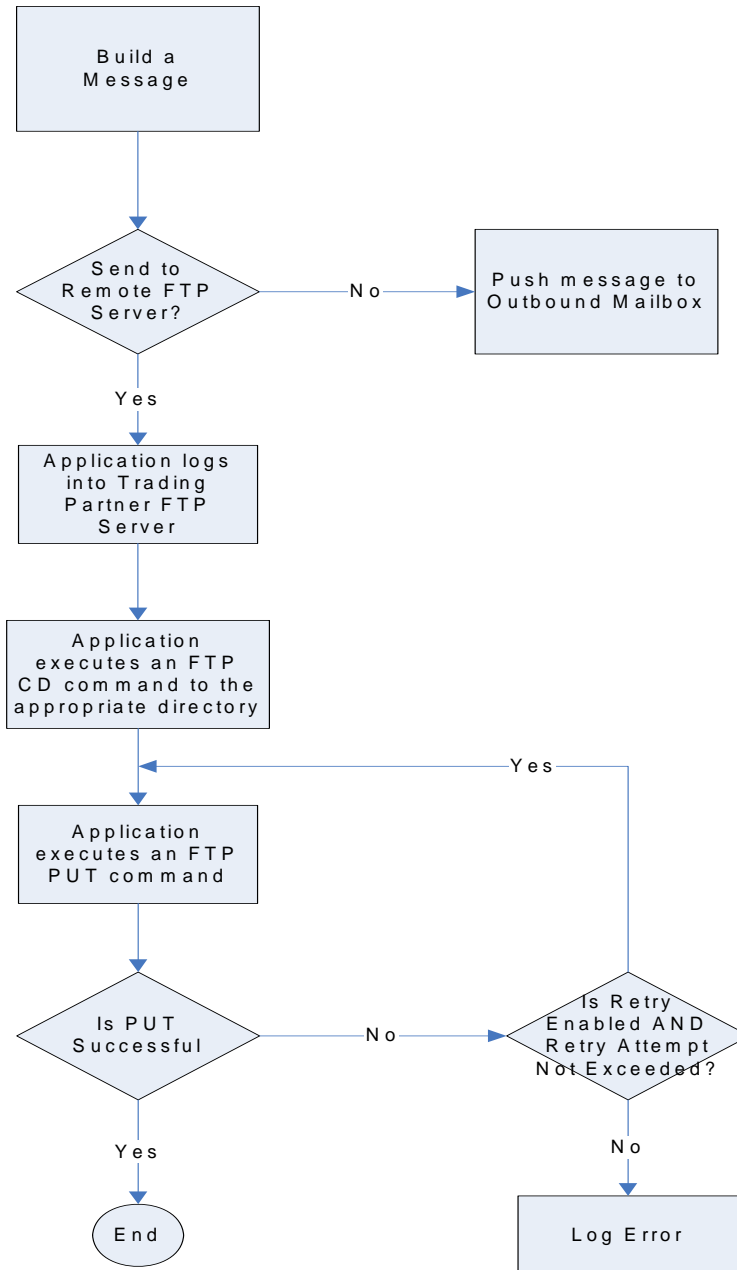 Build a
Message
Send to
Remote FTP
Server?
No
Push message to
Outbound Mailbox
Yes
Application logs
into Trading
Partner FTP
Server
Application
executes an FTP
CD command to the
appropriate directory
Yes
Application
executes an FTP
PUT command
Is PUT
Successful
No
Is Retry
Enabled AND
Retry Attempt
Not Exceeded?
Yes
No
End
Log Error